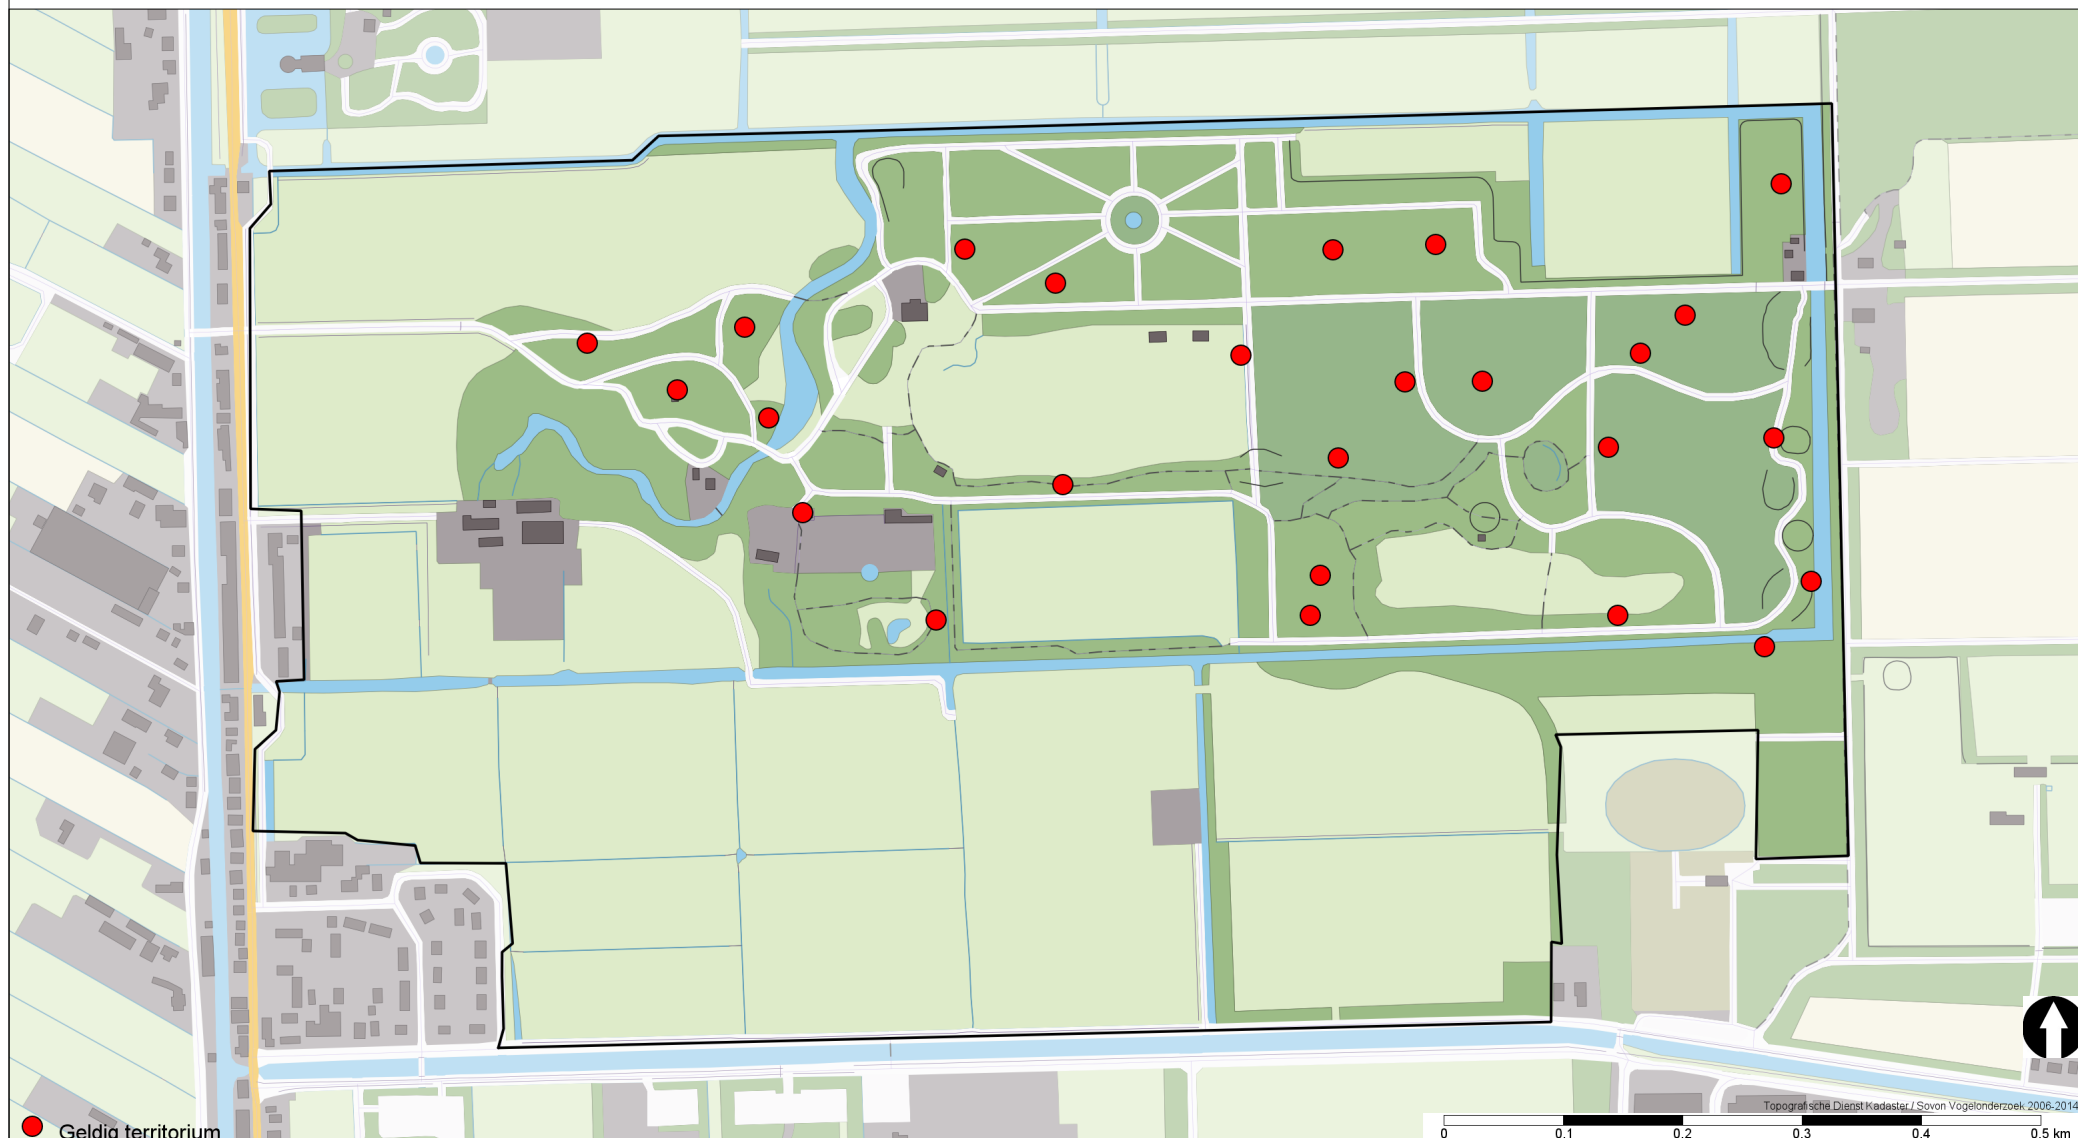 Topografische Dienst Kadaster / Sovon Vogelonderzoek 2006-2014
Geldig territorium
0 0.1 0.2 0.3 0.4 0.5 km